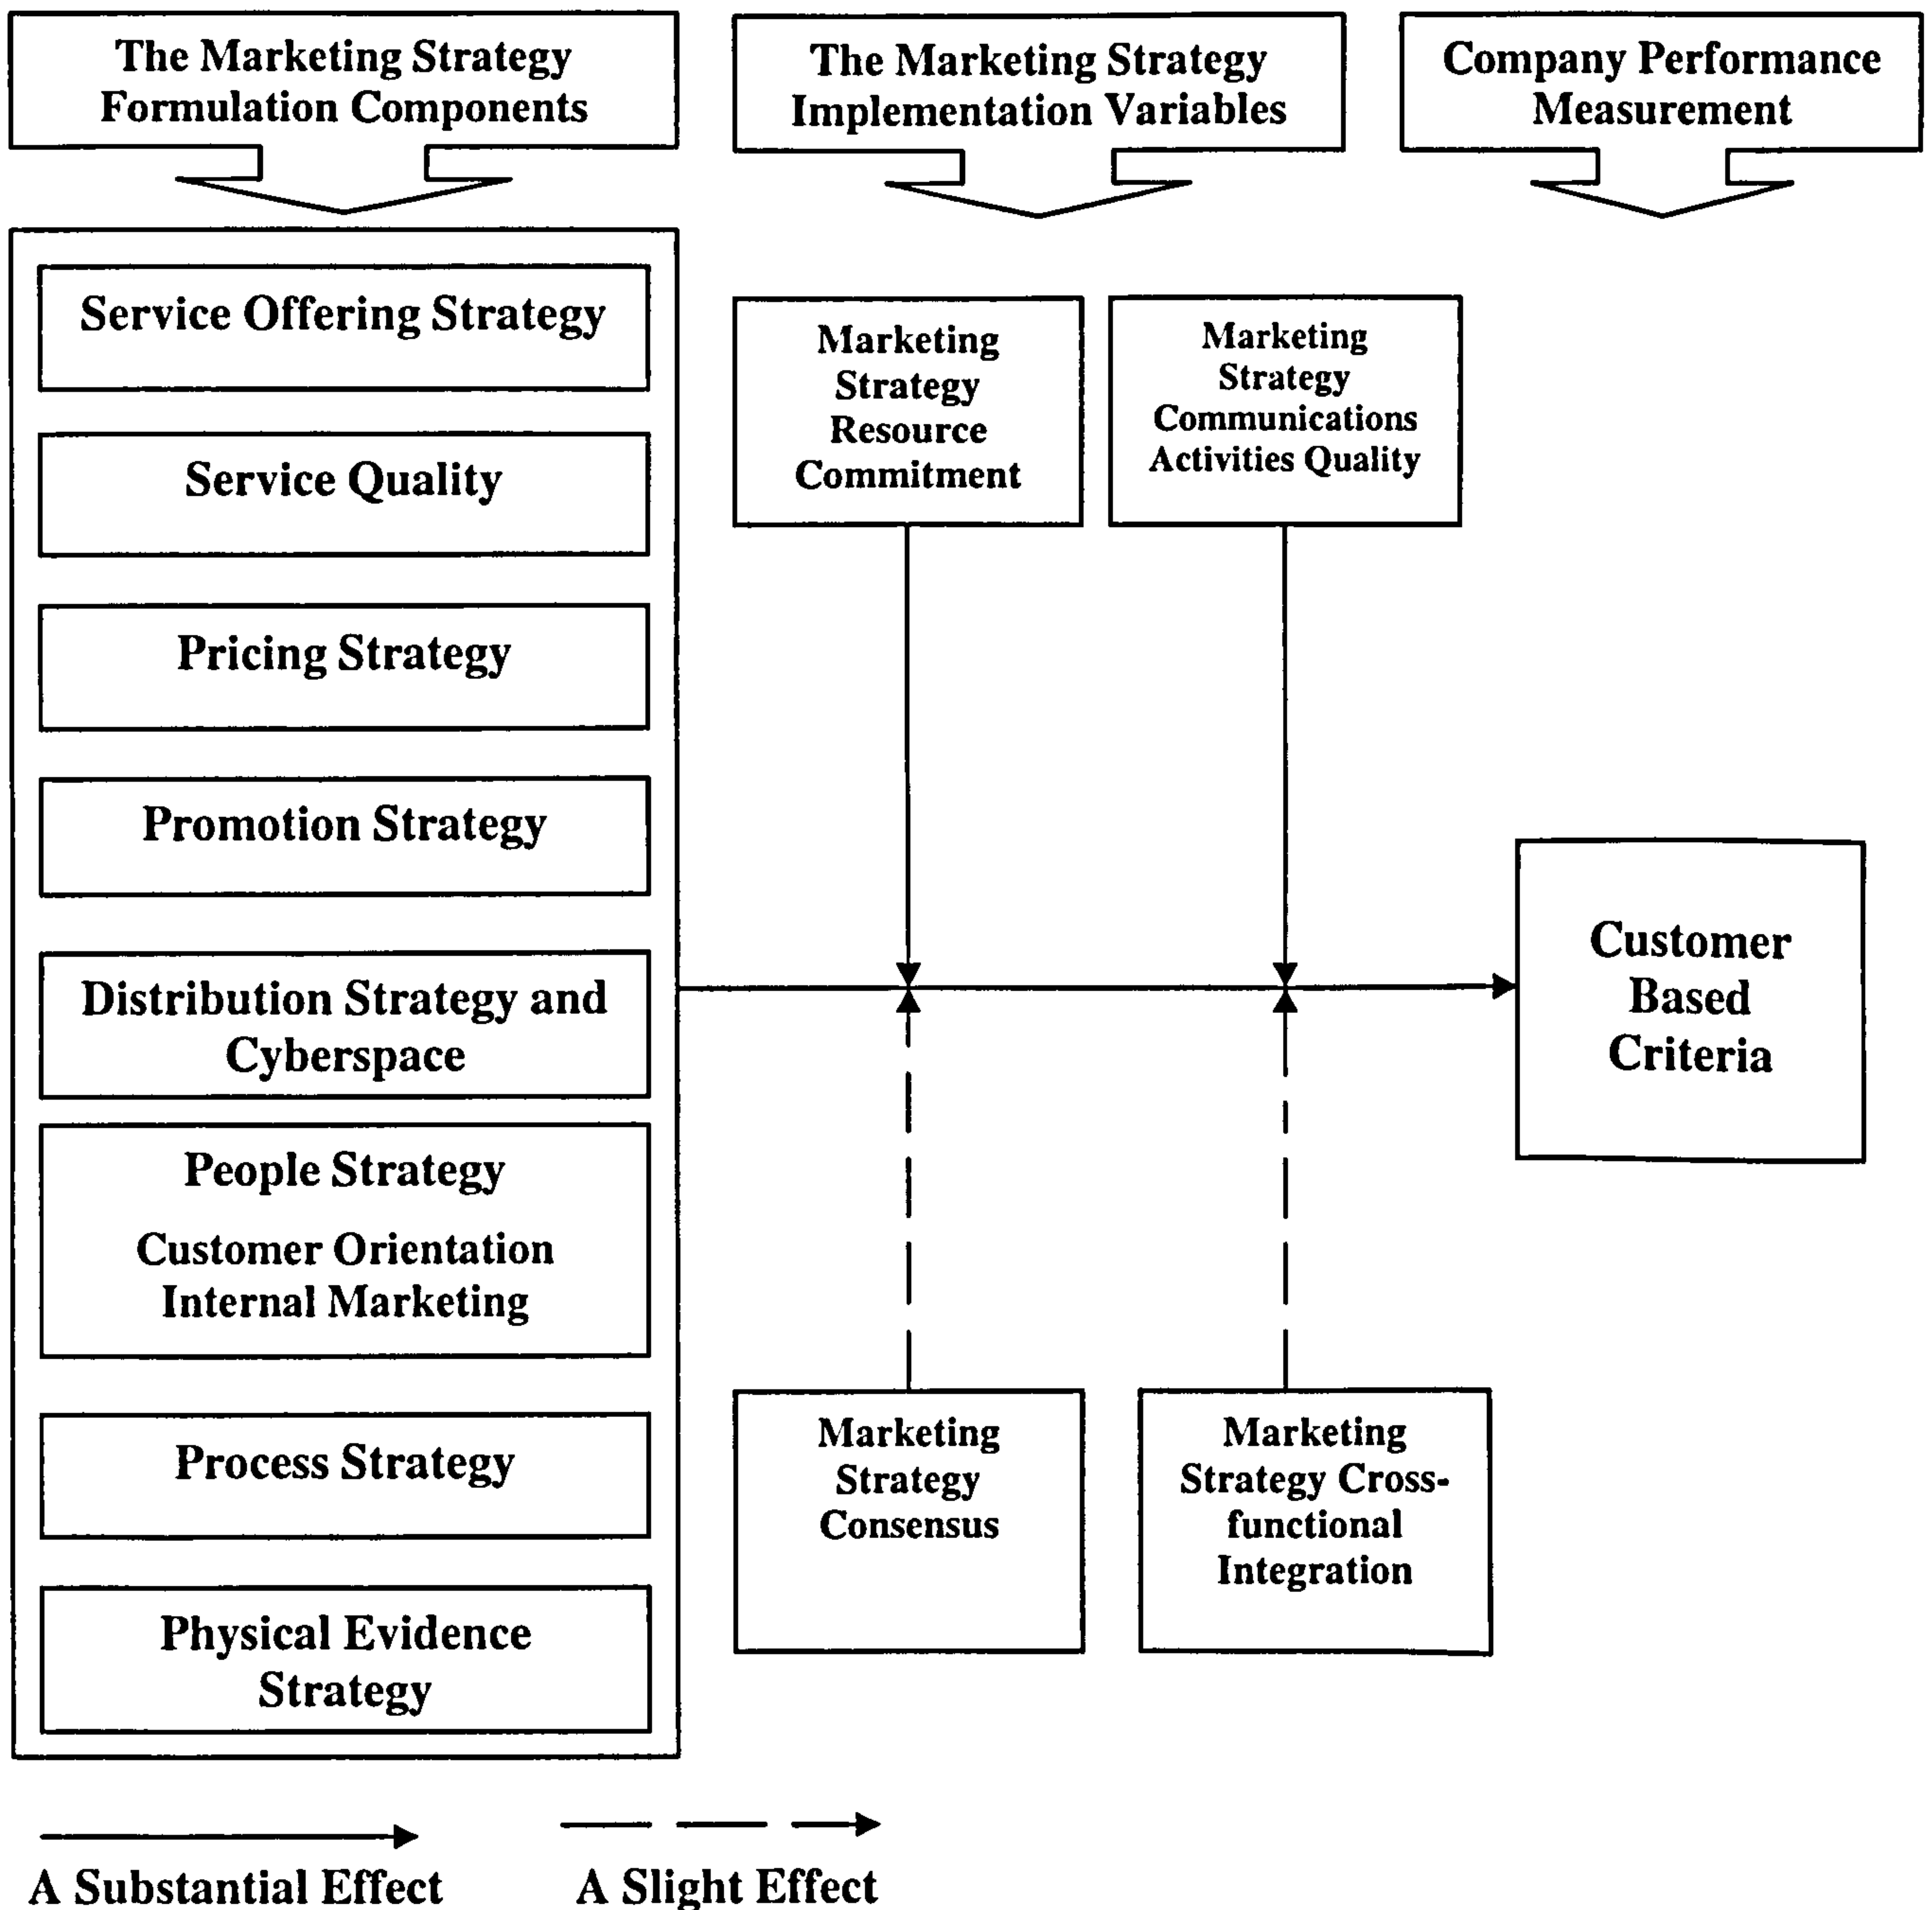 The Marketing Strategy
Formulation Components
The Marketing Strategy
Implementation Variables
Company Performance
Measurement
Service Offering Strategy
Service Quality
Pricing Strategy
Promotion Strategy
Distribution Strategy and
Cyberspace
People Strategy
Customer Orientation
Internal Marketing
Process Strategy
Physical Evidence
Strategy
Marketing
Strategy
Resource
Commitment
Marketing
Strategy
Communications
Activities Quality
Marketing
Strategy
Consensus
Marketing
Strategy Cross-
functional
Integration
Customer
Based
Criteria
A Substantial Effect
A Slight Effect